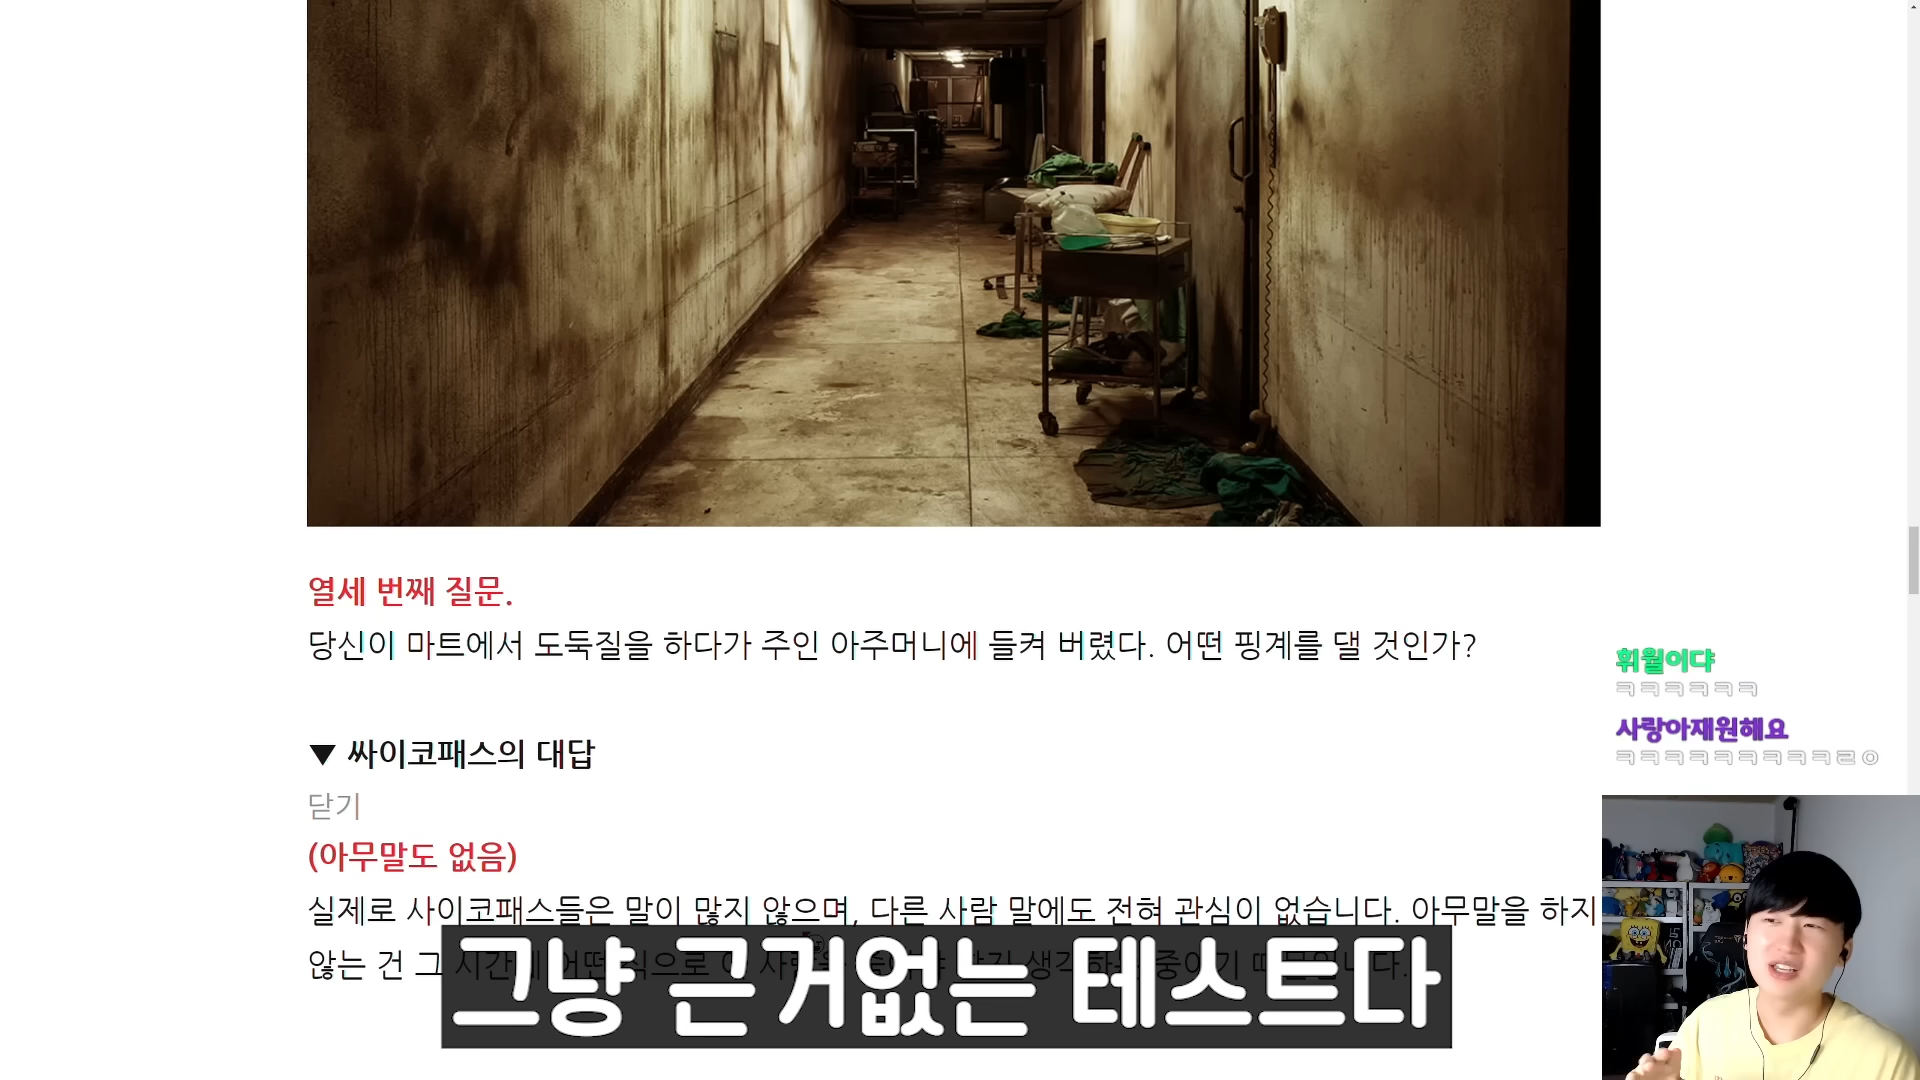 열세 번째 질문.
당신이 마트에서 도둑질을 하다가 주인 아주머니에 들켜 버렸다. 어떤 핑계를 댈 것인가?
▼ 싸이코패스의 대답
닫기
(아무말도 없음)
실제로 사이코패스들은 말이 많지 않으며, 다른 사람 말에도 전혀 관심이 없습니다. 아무말을 하지
않는 건 그
그냥 근거없는 테스트다
휘월이댜
ㅋㅋㅋㅋㅋㅋ
사랑아재원해요
ㅋㅋㅋㅋㅋㅋㅋㅋㅋㄹㅇ